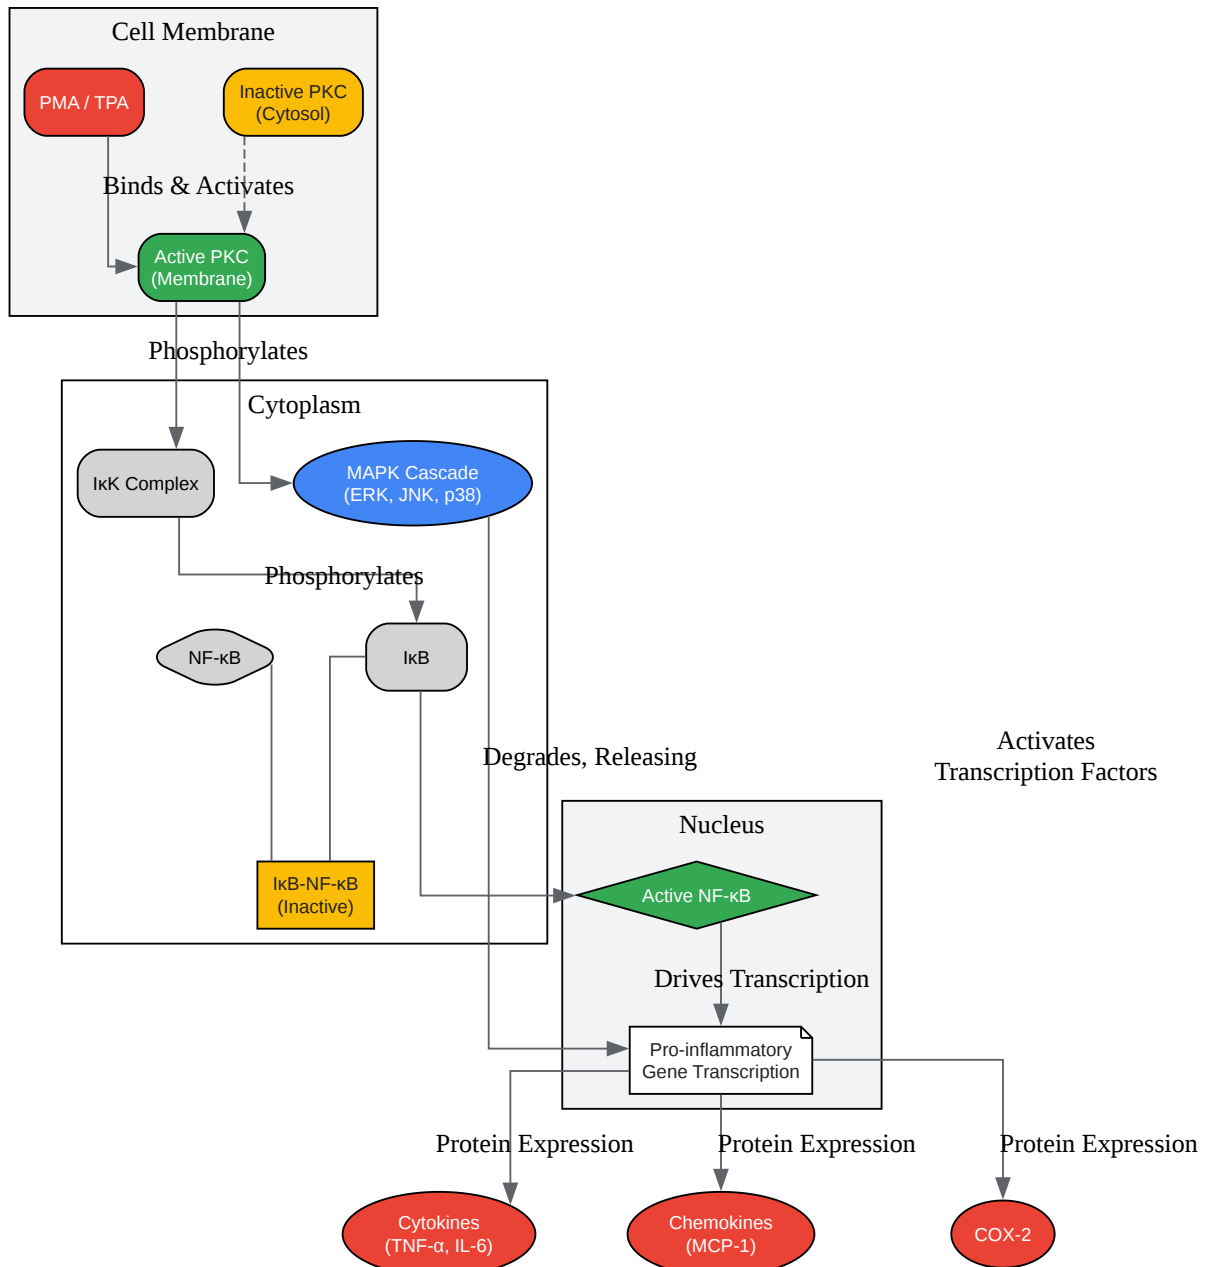 Cell Membrane
PMA / TPA
Inactive PKC
(Cytosol)
Binds & Activates
Active PKC
(Membrane)
Phosphorylates
Cytoplasm
IκK Complex
MAPK Cascade
(ERK, JNK, p38)
Phosphorylates
NF-κB
IκB
Degrades, Releasing
Activates
Transcription Factors
Nucleus
IκB-NF-κB
(Inactive)
Active NF-κB
Drives Transcription
Pro-inflammatory
Gene Transcription
Protein Expression
Protein Expression
Protein Expression
Cytokines
(TNF-α, IL-6)
Chemokines
(MCP-1)
COX-2